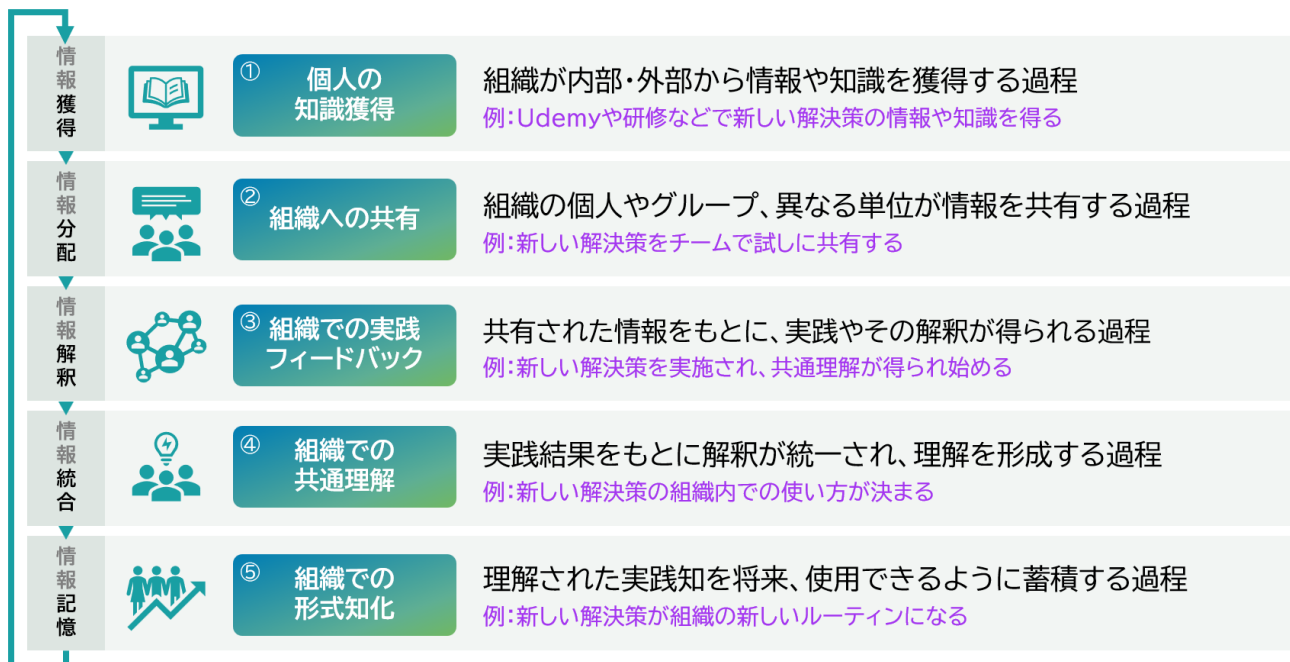 情報獲得
①
個人の
知識獲得
組織が内部・外部から情報や知識を獲得する過程
例：Udemyや研修などで新しい解決策の情報や知識を得る
情報分配
②
組織への共有
組織の個人やグループ、異なる単位が情報を共有する過程
例：新しい解決策をチームで試しに共有する
情報解釈
③
組織での実践
フィードバック
共有された情報をもとに、実践やその解釈が得られる過程
例：新しい解決策を実施され、共通理解が得られ始める
情報統合
④
組織での
共通理解
実践結果をもとに解釈が統一され、理解を形成する過程
例：新しい解決策の組織内での使い方が決まる
情報記憶
⑤
組織での
形式知化
理解された実践知を将来、使用できるように蓄積する過程
例：新しい解決策が組織の新しいルーティンになる